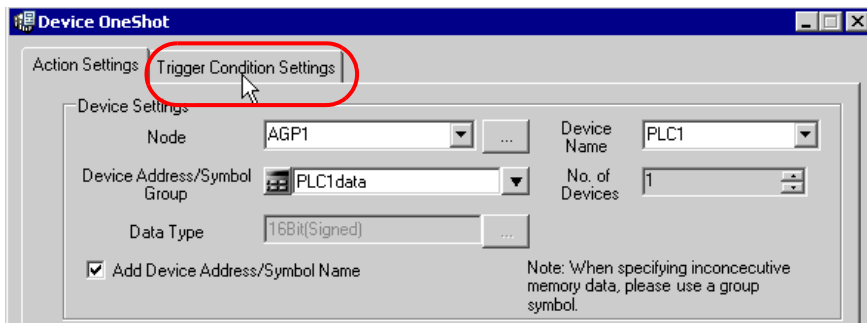 Device OneShot
Action Settings
Trigger Condition Settings
Device Settings
Node
AGP1
...
Device
Name
PLC1
Device Address/Symbol
Group
PLC1data
No. of
Devices
1
Data Type
16Bit(Signed)
...
Add Device Address/Symbol Name
Note: When specifying inconcecutive
memory data, please use a group
symbol.